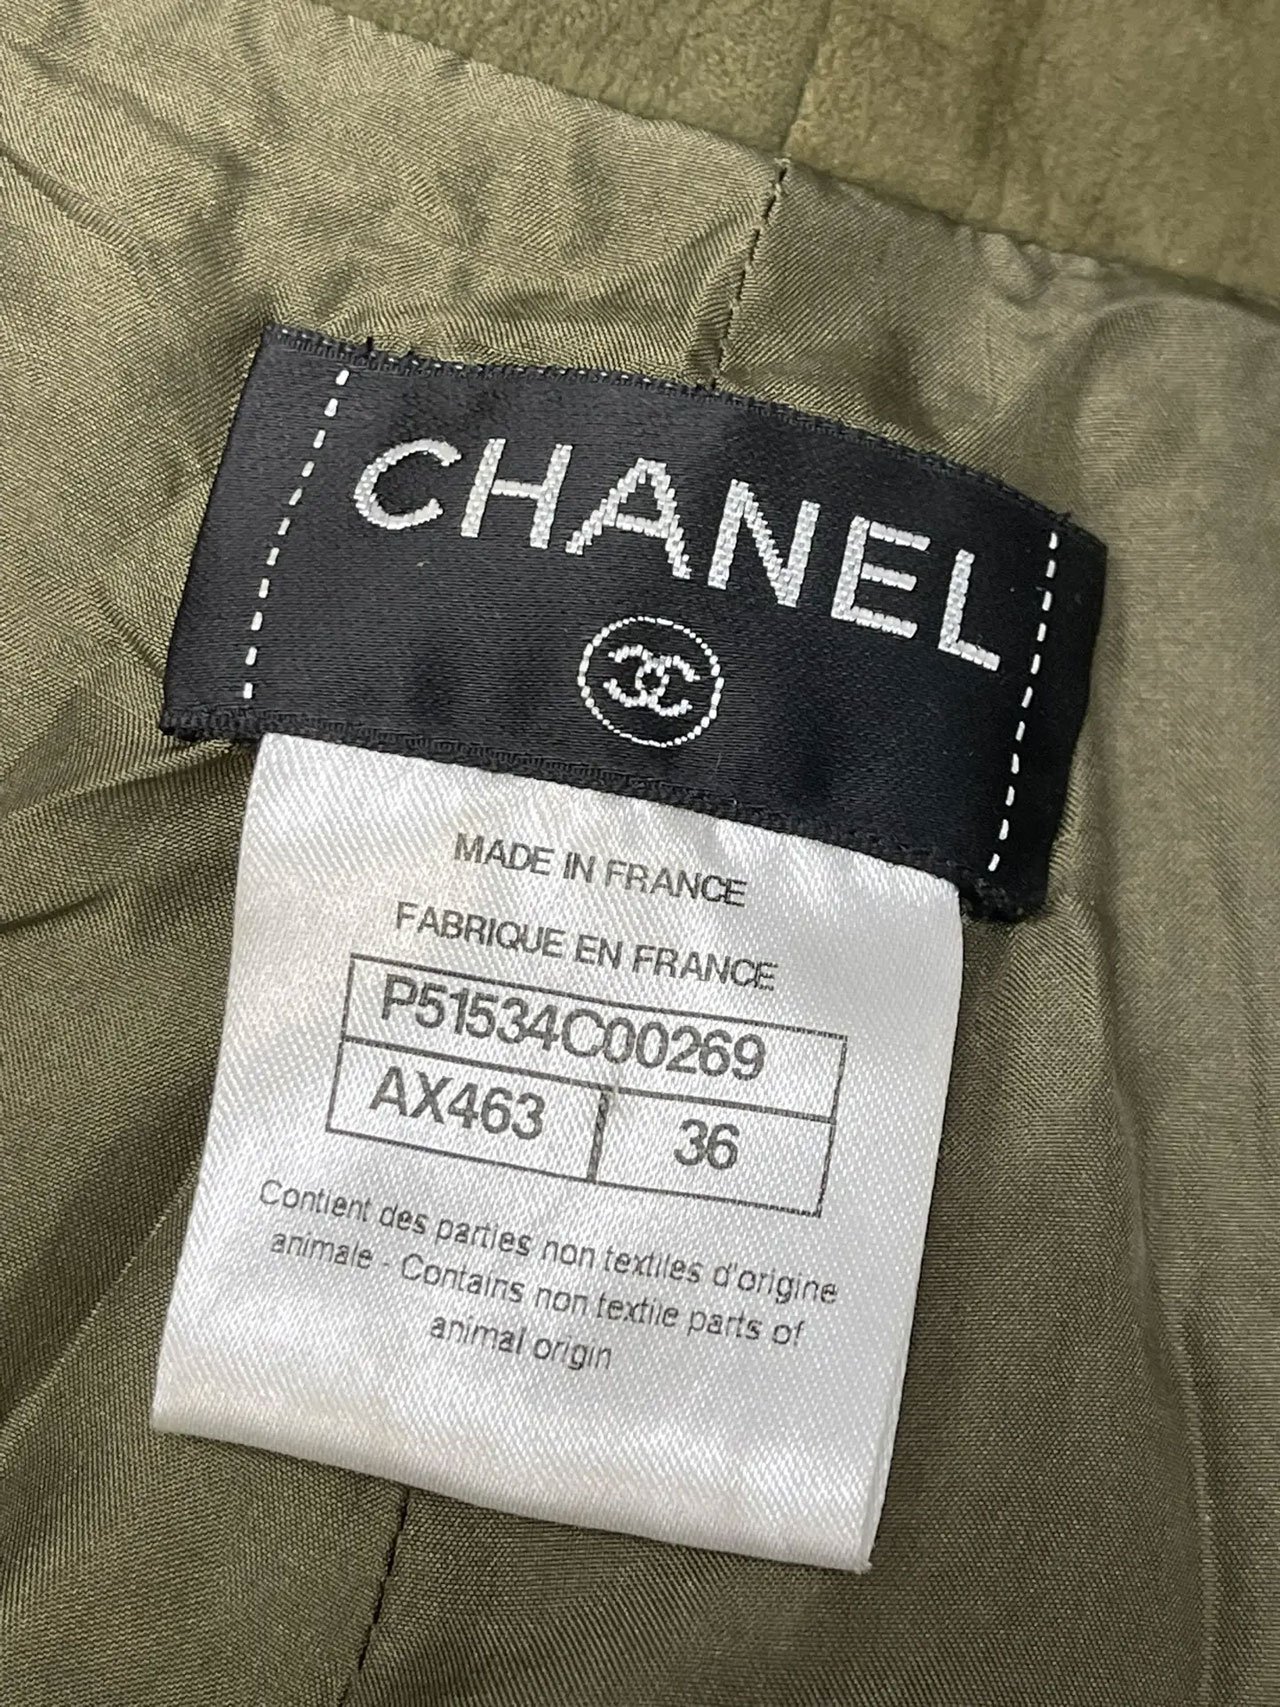 CHANEL
MADE IN FRANCE
FABRIQUE EN FRANCE
P51534C00269
AX463 36
Contient des parties non textiles d'origine
animale - Contains non textile parts of
animal origin